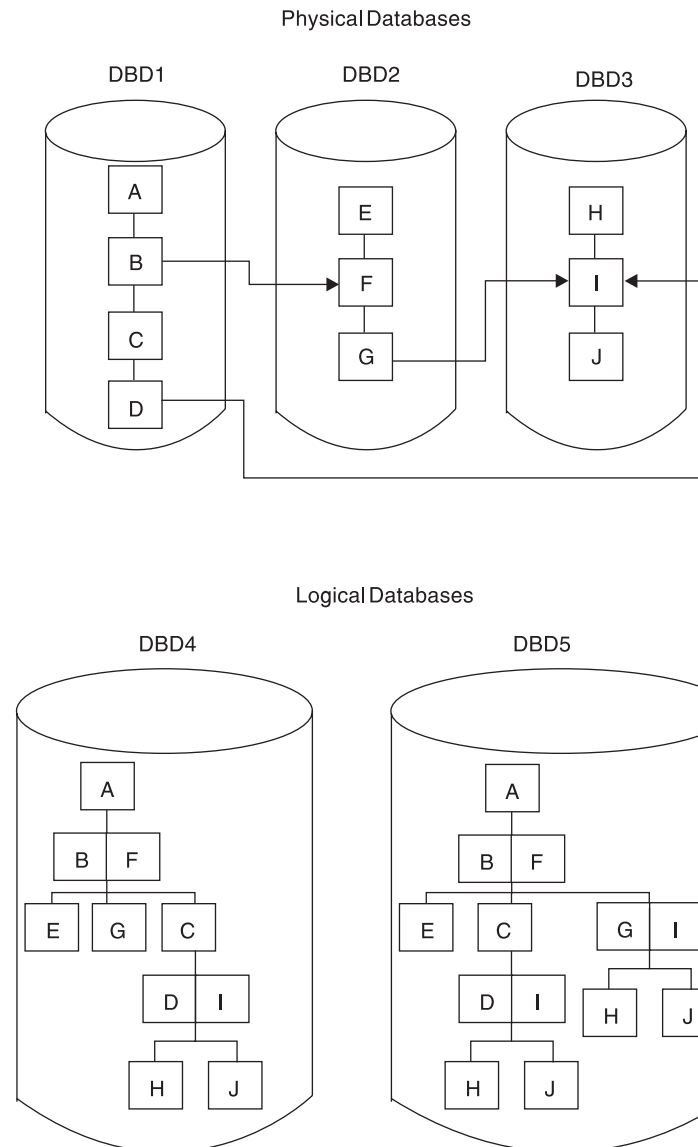 Physical Databases
DBD1 DBD2 DBD3
A
E H
B
F I
C
G J
D
Logical Databases
DBD4 DBD5
A A
B F B F
E G C E C G I
D I D I H J
H J H J